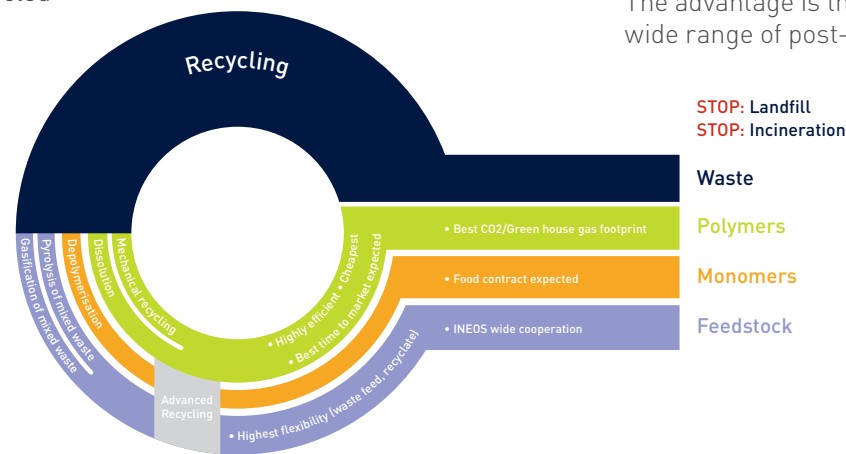 The advantage is th
wide range of post-
Recycling
STOP: Landfill
STOP: Incineration
Waste
• Best CO2/Green house gas footprint
Polymers
• Food contract expected
Monomers
• INEOS wide cooperation
Feedstock
Gasification of mixed waste
Pyrolysis of mixed waste
Depolymerisation
Dissolution
Mechanical recycling
• Highly efficient • Cheapest
• Best time to market expected
Advanced
Recycling
• Highest flexibility (waste feed, recyclate)